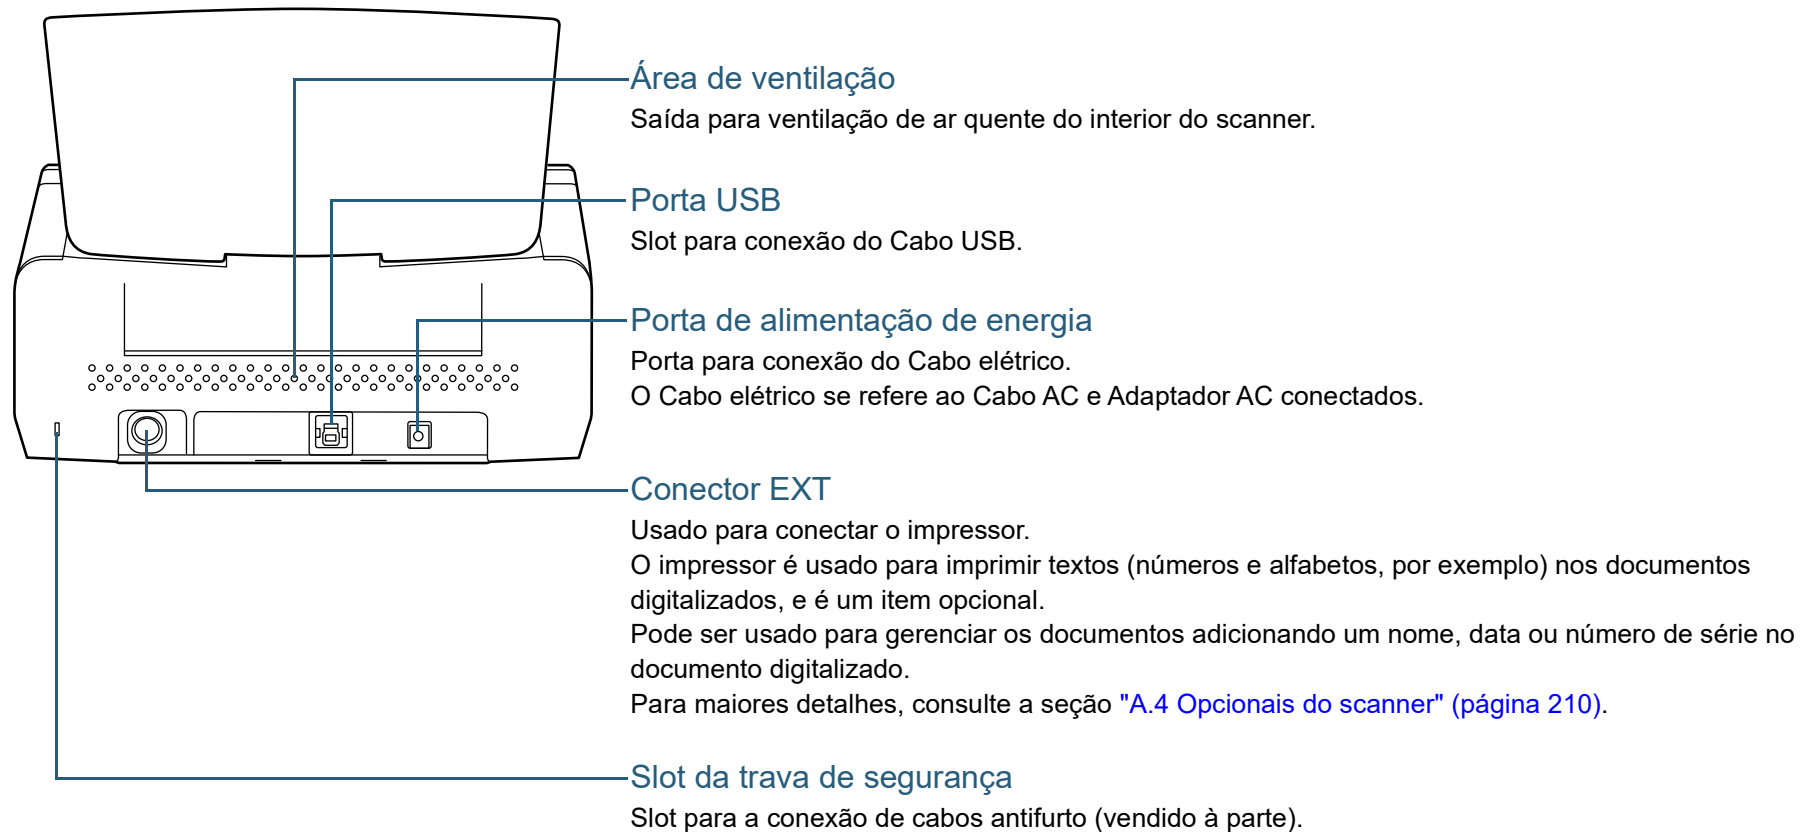 Área de ventilação
Saída para ventilação de ar quente do interior do scanner.
Porta USB
Slot para conexão do Cabo USB.
Porta de alimentação de energia
Porta para conexão do Cabo elétrico.
O Cabo elétrico se refere ao Cabo AC e Adaptador AC conectados.
Conector EXT
Usado para conectar o impressor.
O impressor é usado para imprimir textos (números e alfabetos, por exemplo) nos documentos
digitalizados, e é um item opcional.
Pode ser usado para gerenciar os documentos adicionando um nome, data ou número de série no
documento digitalizado.
Para maiores detalhes, consulte a seção "A.4 Opcionais do scanner" (página 210).
Slot da trava de segurança
Slot para a conexão de cabos antifurto (vendido à parte).